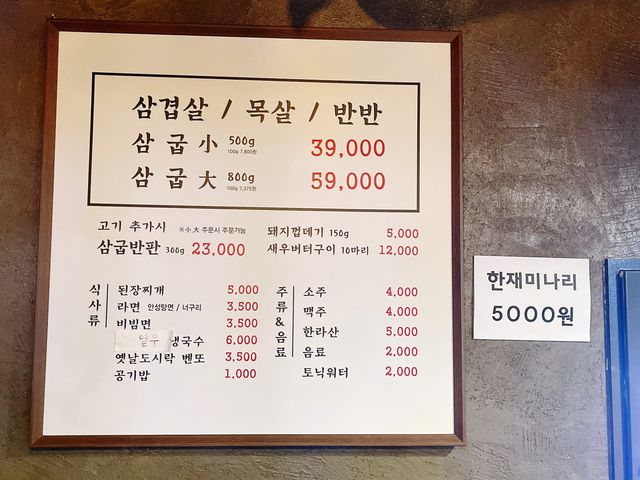 삼겹살 / 목살 / 반반
삼굽小 500g 100g 7,800원 39,000
삼굽大 800g 100g 7,375원 59,000
고기 추가시 ※小,大 주문시 주문가능
삼굽반판 300g 23,000
돼지껍데기 150g 5,000
새우버터구이 10마리 12,000
식사류
된장찌개 5,000
라면 안성탕면 / 너구리 3,500
비빔면 3,500
열무 냉국수 6,000
옛날도시락 벤또 3,500
공기밥 1,000
주류&음료
소주 4,000
맥주 4,000
한라산 5,000
음료 2,000
토닉워터 2,000
한재미나리
5000원